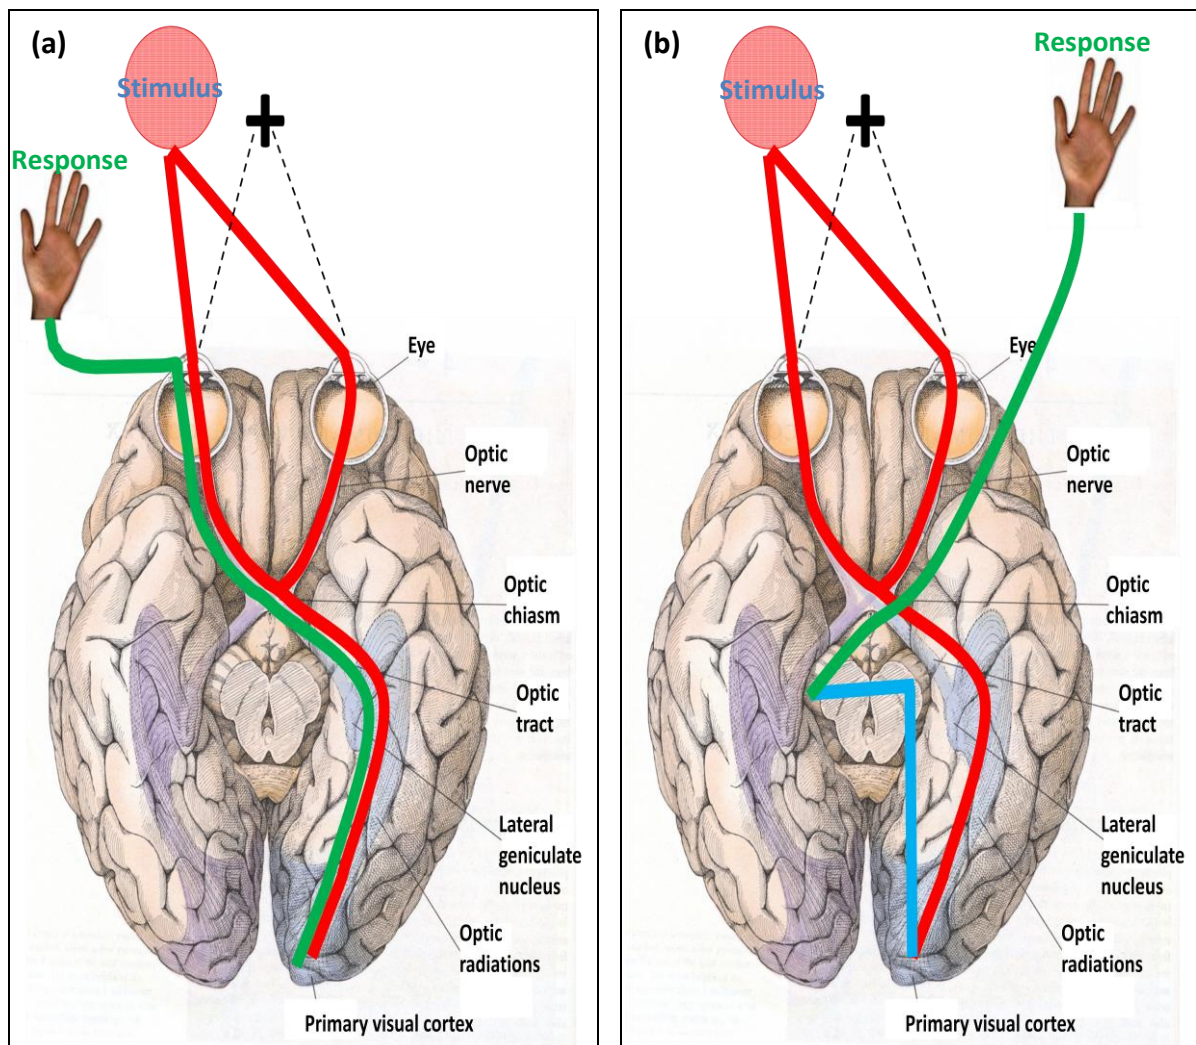 (a)
Stimulus
Response
Eye
Optic
nerve
Optic
chiasm
Optic
tract
Lateral
geniculate
nucleus
Optic
radiations
Primary visual cortex
(b)
Response
Stimulus
Eye
Optic
nerve
Optic
chiasm
Optic
tract
Lateral
geniculate
nucleus
Optic
radiations
Primary visual cortex